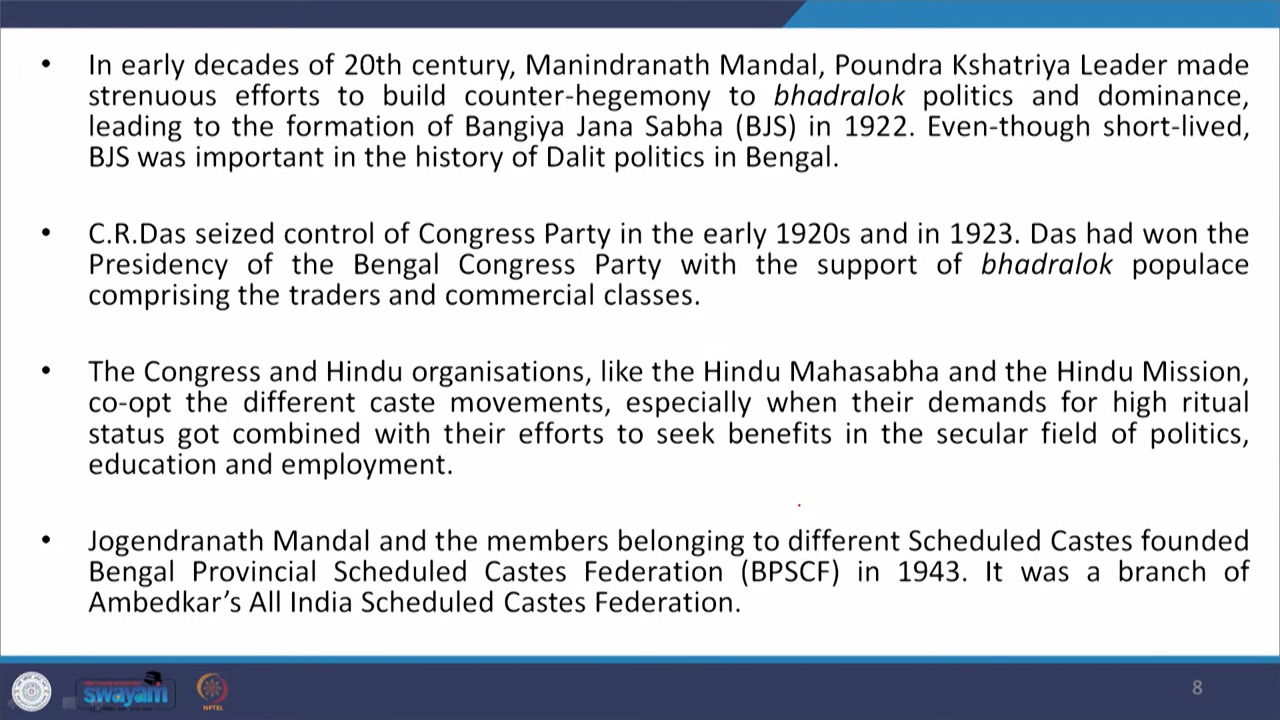 • In early decades of 20th century, Manindranath Mandal, Poundra Kshatriya Leader made
strenuous efforts to build counter-hegemony to bhadralok politics and dominance,
leading to the formation of Bangiya Jana Sabha (BJS) in 1922. Even-though short-lived,
BJS was important in the history of Dalit politics in Bengal.
• C.R.Das seized control of Congress Party in the early 1920s and in 1923. Das had won the
Presidency of the Bengal Congress Party with the support of bhadralok populace
comprising the traders and commercial classes.
• The Congress and Hindu organisations, like the Hindu Mahasabha and the Hindu Mission,
co-opt the different caste movements, especially when their demands for high ritual
status got combined with their efforts to seek benefits in the secular field of politics,
education and employment.
• Jogendranath Mandal and the members belonging to different Scheduled Castes founded
Bengal Provincial Scheduled Castes Federation (BPSCF) in 1943. It was a branch of
Ambedkar’s All India Scheduled Castes Federation.
swayam
NPTEL
8